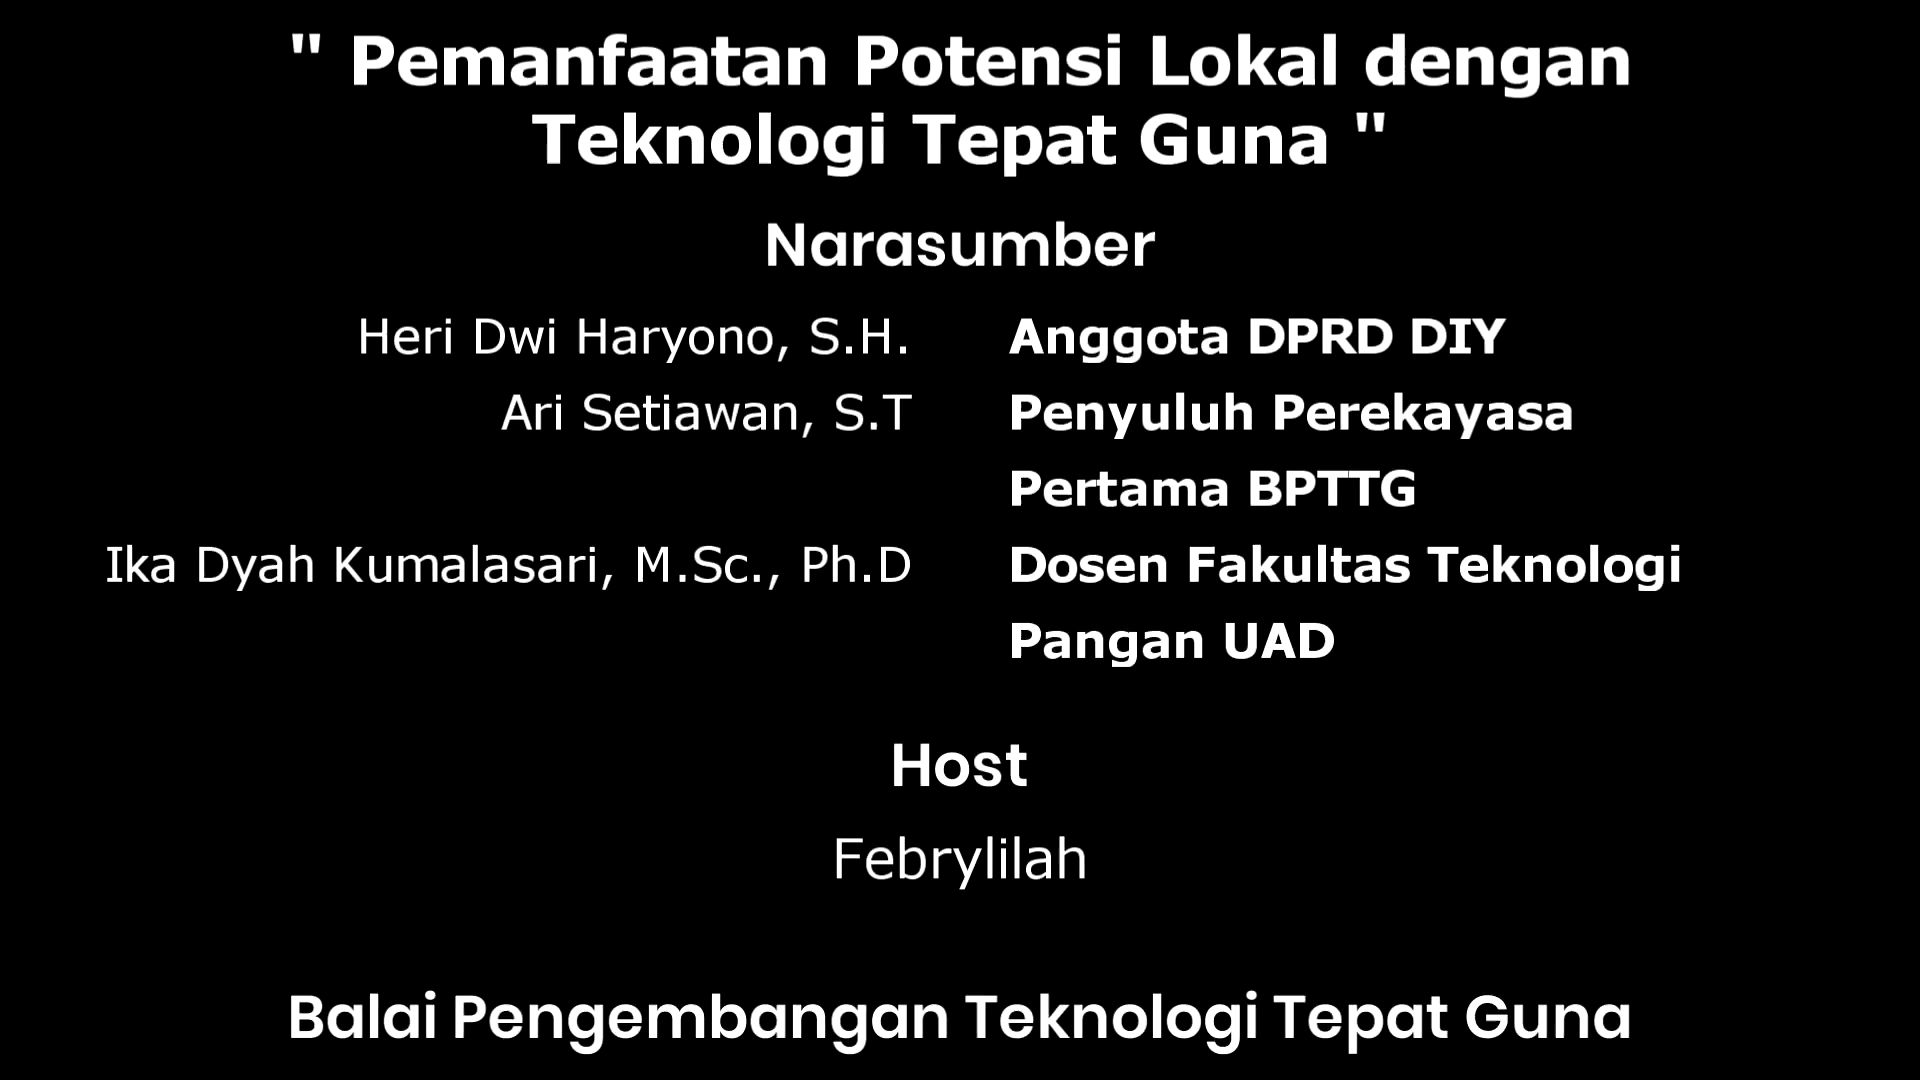 " Pemanfaatan Potensi Lokal dengan
Teknologi Tepat Guna "
Narasumber
Heri Dwi Haryono, S.H. Anggota DPRD DIY
Ari Setiawan, S.T Penyuluh Perekayasa
Pertama BPTTG
Ika Dyah Kumalasari, M.Sc., Ph.D Dosen Fakultas Teknologi
Pangan UAD
Host
Febrylilah
Balai Pengembangan Teknologi Tepat Guna